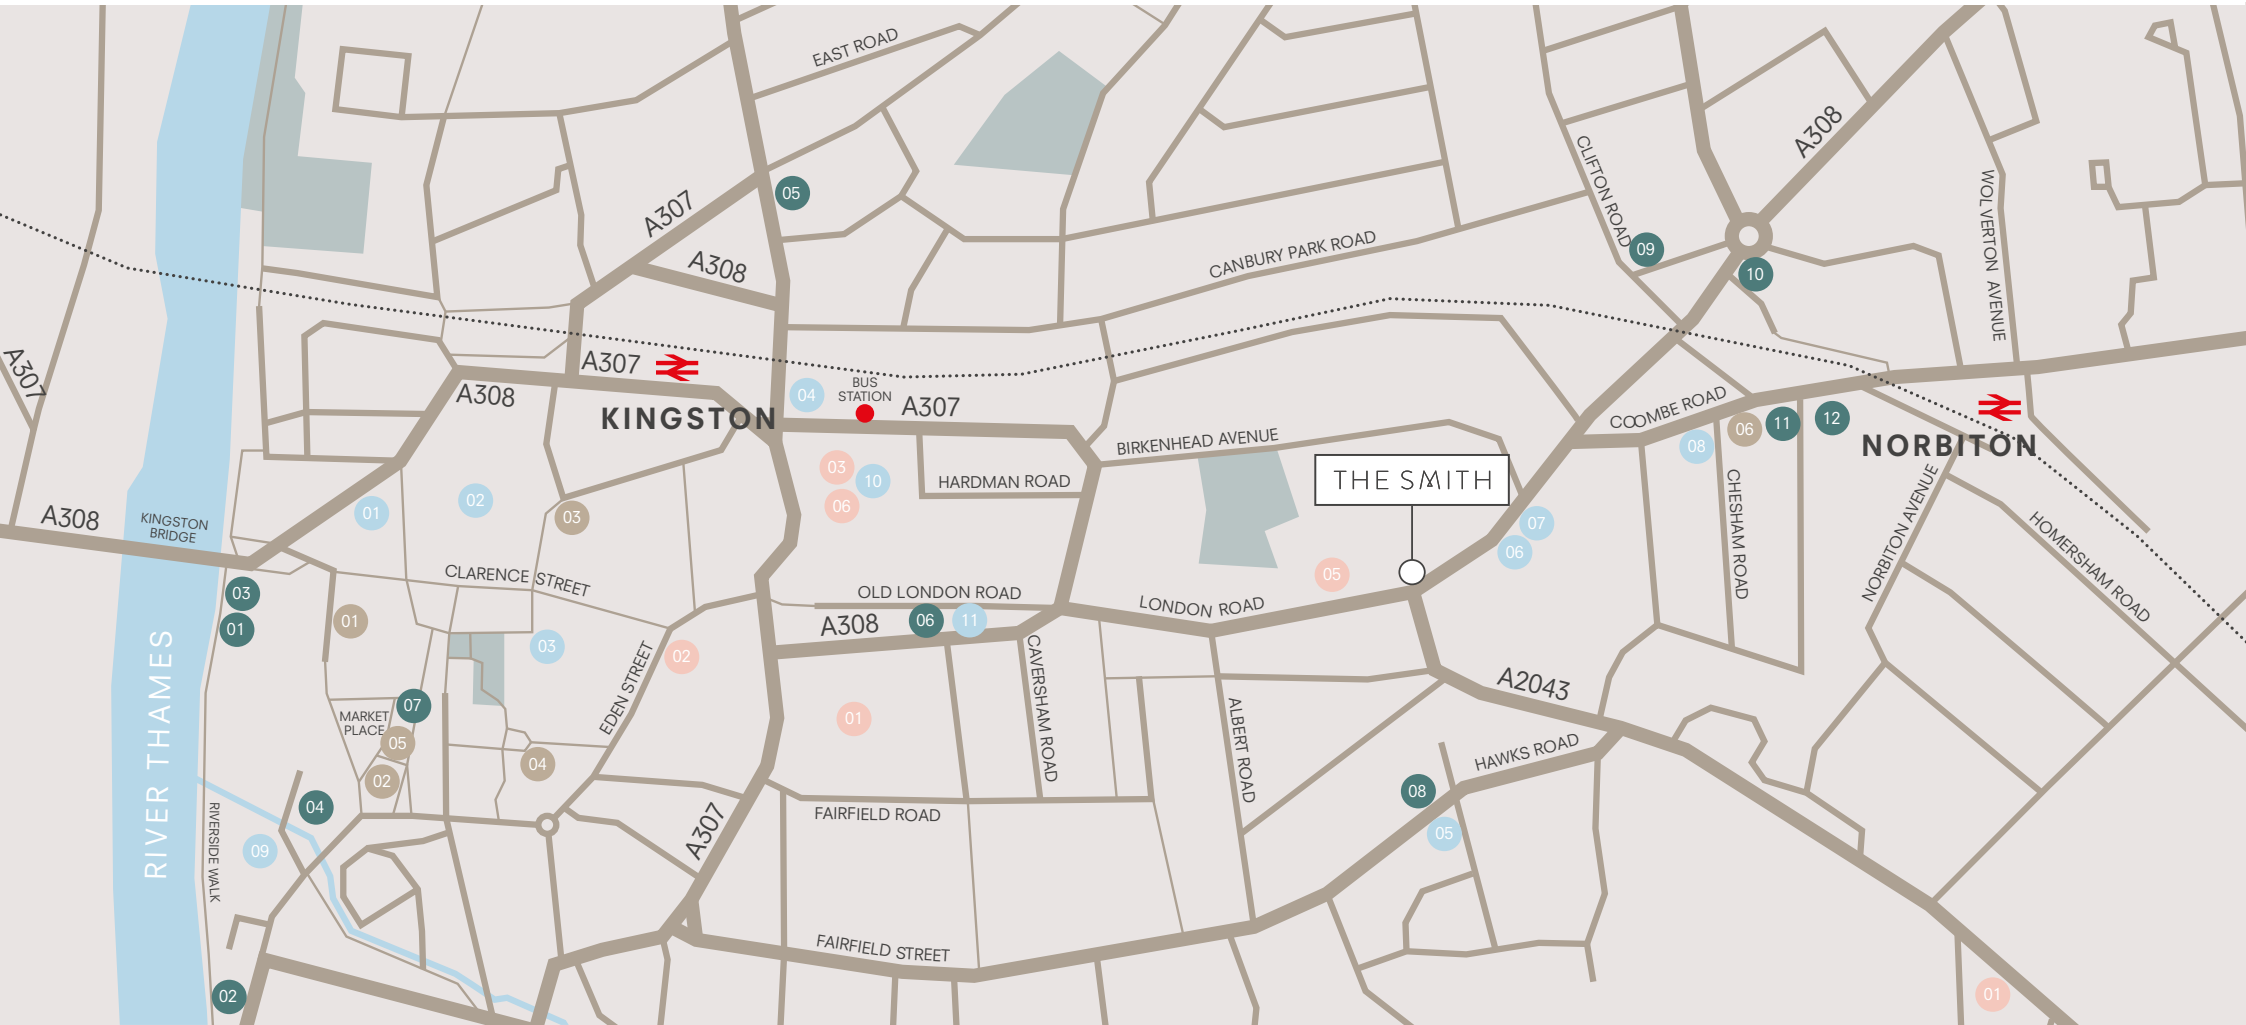 EAST ROAD
A308
CLIFTON ROAD
WOLVERTON AVENUE
A307
05
A308
CANBURY PARK ROAD
09
10
A307
A307
A308
KINGSTON
04
BUS
STATION
A307
COOMBE ROAD
08
06
11
12
NORBITON
BIRKENHEAD AVENUE
THE SMITH
03
10
06
HARDMAN ROAD
CHESHAM ROAD
NORBITON AVENUE
HOMERSHAM ROAD
A308
KINGSTON
BRIDGE
01
02
03
07
06
05
CLARENCE STREET
03
01
01
OLD LONDON ROAD
A308
06
11
LONDON ROAD
03
EDEN STREET
02
CAVERSHAM ROAD
ALBERT ROAD
A2043
RIVER THAMES
07
MARKET
PLACE
05
02
04
01
HAWKS ROAD
08
05
04
09
RIVERSIDE WALK
A307
FAIRFIELD ROAD
FAIRFIELD STREET
02
01